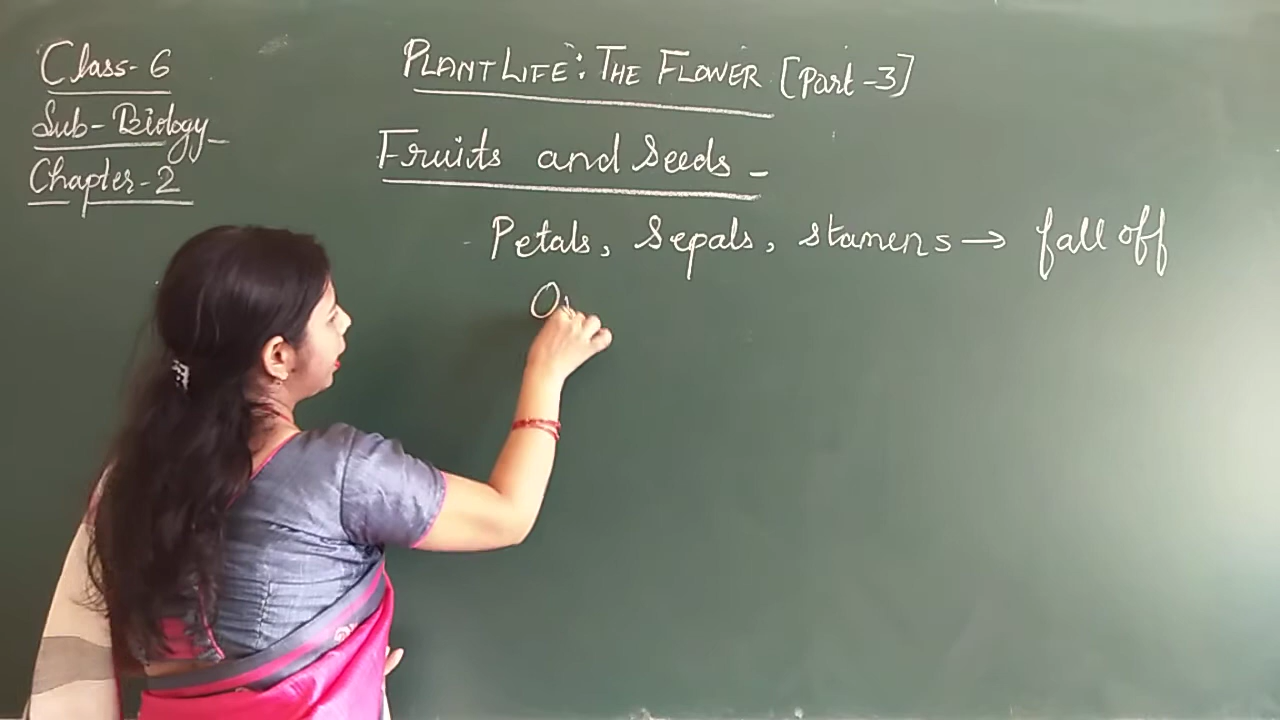 Class-6
Sub-Biology
Chapter-2
PLANT LIFE: THE FLOWER [Part-3]
Fruits and Seeds -
Petals, Sepals, stamens → fall off